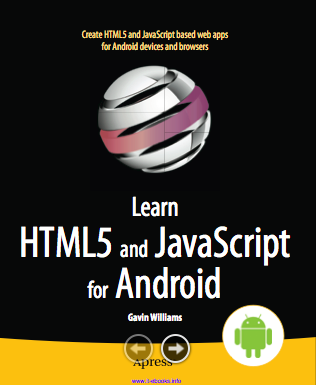 Create HTML5 and JavaScript based web apps
for Android devices and browsers
Learn
HTML5 and JavaScript
for Android
Gavin Williams
Apress
www.it-ebooks.info